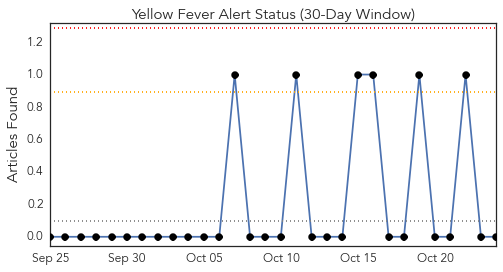 Yellow Fever Alert Status (30-Day Window)
Articles Found
1.2
1.0
0.8
0.6
0.4
0.2
0.0
Sep 25 Sep 30 Oct 05 Oct 10 Oct 15 Oct 20